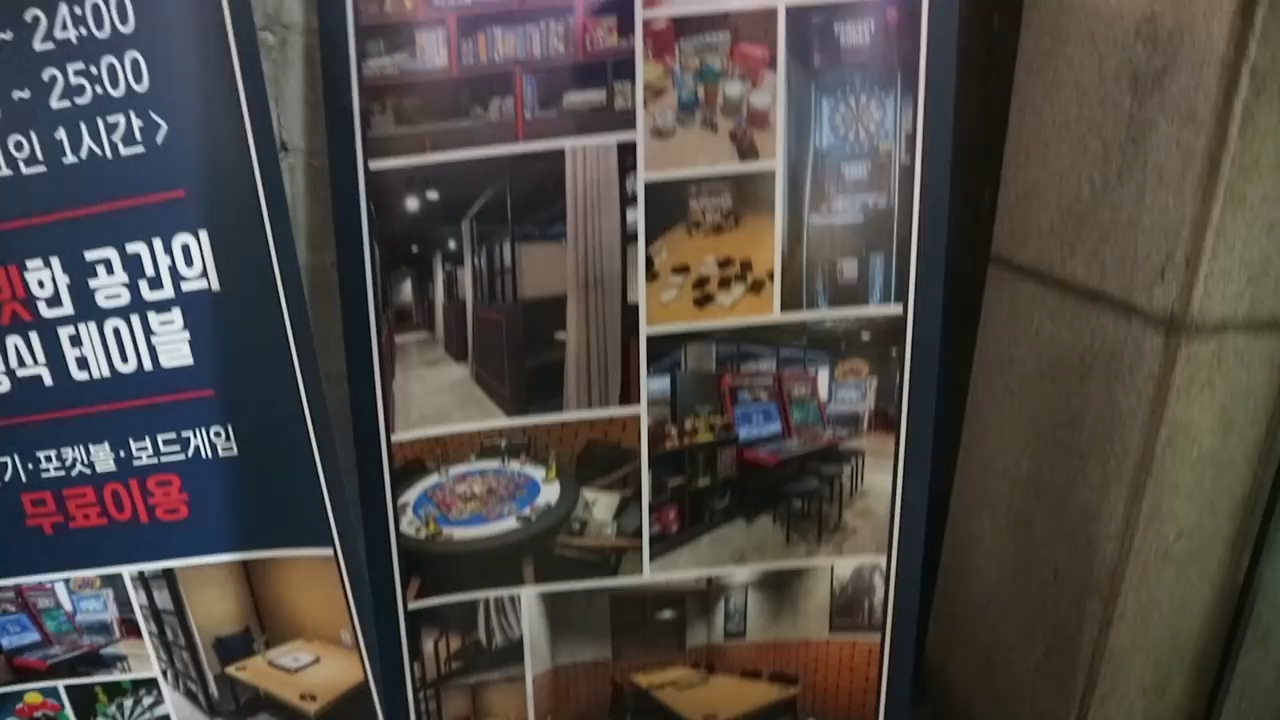 ~ 24:00
~ 25:00
인 1시간>
한 공간의
식 테이블
기·포켓볼·보드게임
무료이용